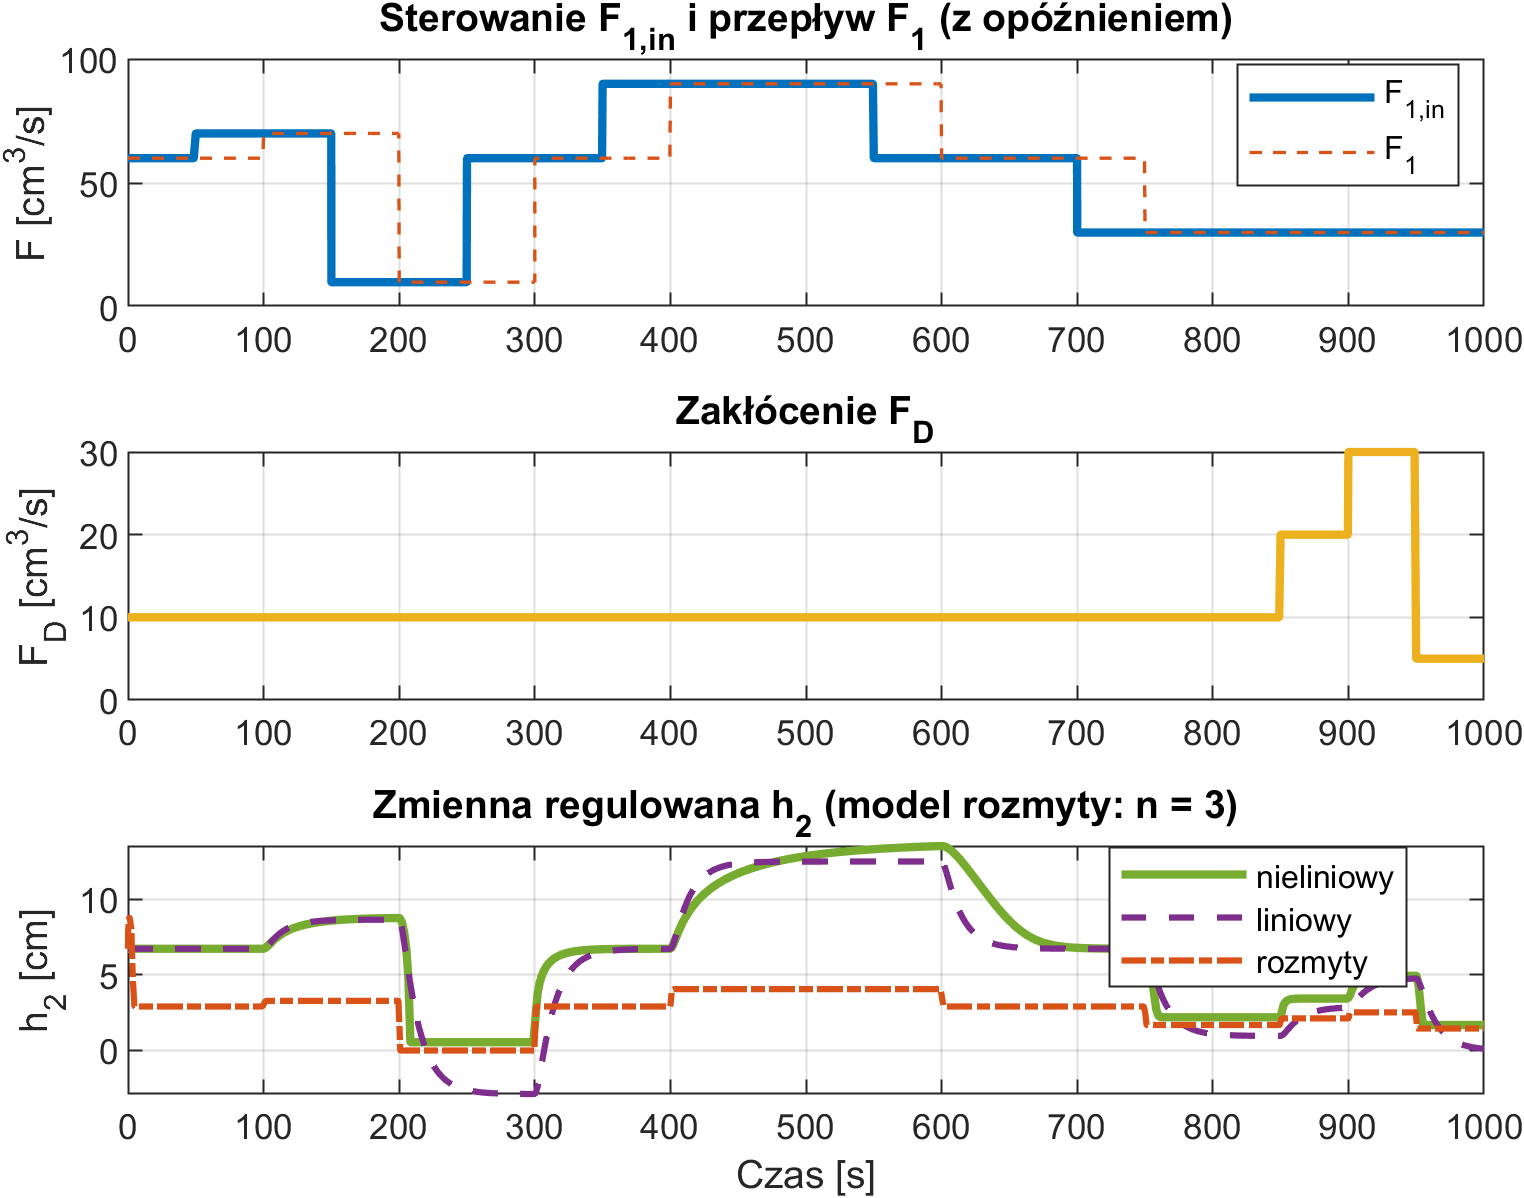 Sterowanie F1,in i przepływ F1 (z opóźnieniem)
F [cm3/s]
100
50
0
F1,in
F1
0 100 200 300 400 500 600 700 800 900 1000
Zakłócenie FD
FD [cm3/s]
30
20
10
0
0 100 200 300 400 500 600 700 800 900 1000
Zmienna regulowana h2 (model rozmyty: n = 3)
h2 [cm]
10
5
0
nieliniowy
liniowy
rozmyty
0 100 200 300 400 500 600 700 800 900 1000
Czas [s]